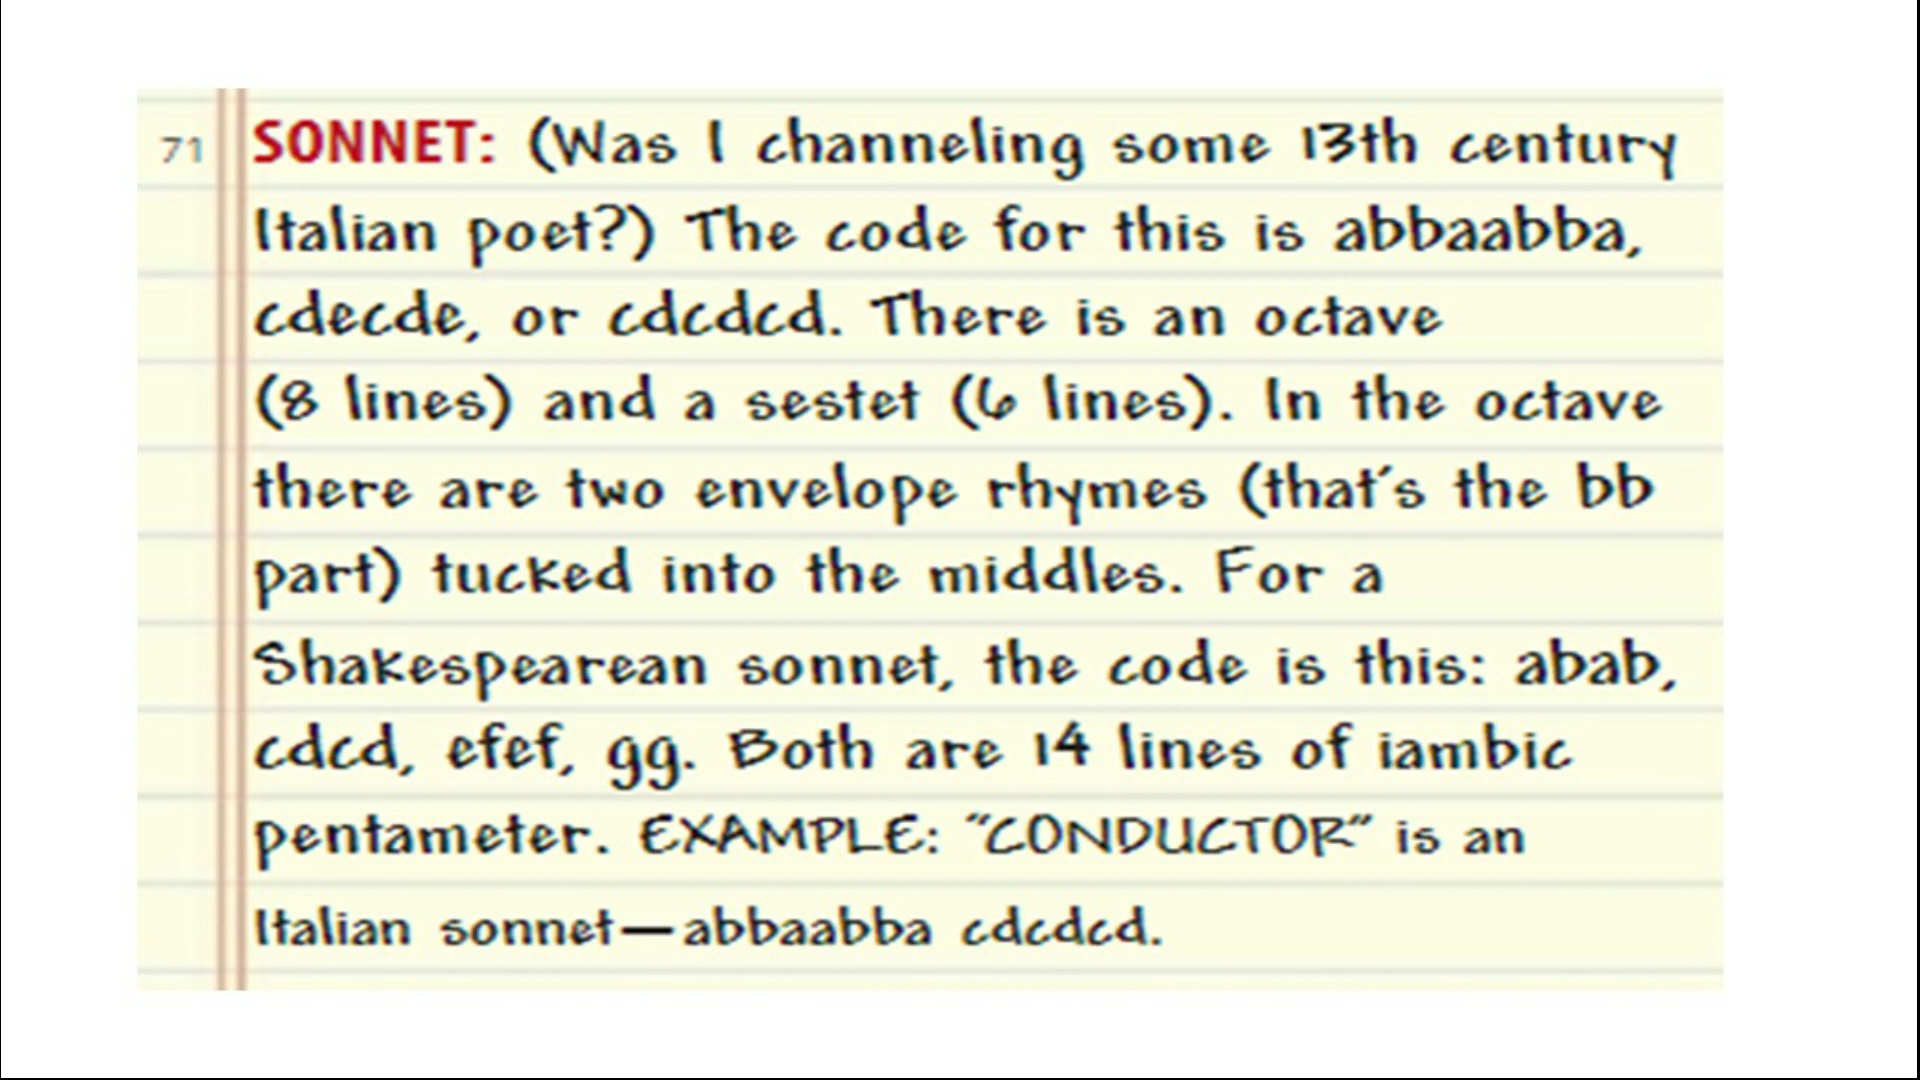 71 SONNET: (Was I channeling some 13th century
Italian poet?) The code for this is abbaabba,
cdecde, or cdcdcd. There is an octave
(8 lines) and a sestet (6 lines). In the octave
there are two envelope rhymes (that's the bb
part) tucked into the middles. For a
Shakespearean sonnet, the code is this: abab,
cdcd, efef, gg. Both are 14 lines of iambic
pentameter. EXAMPLE: "CONDUCTOR" is an
Italian sonnet—abbaabba cdcdcd.